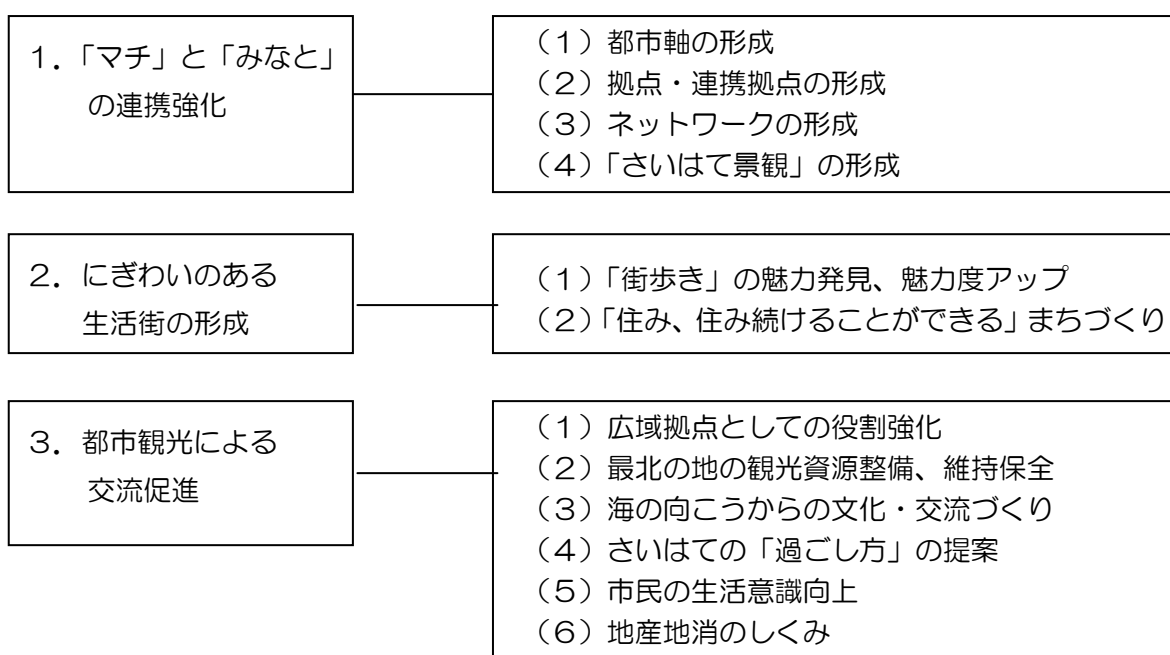 １．「マチ」と「みなと」
の連携強化
（１）都市軸の形成
（２）拠点・連携拠点の形成
（３）ネットワークの形成
（４）「さいはて景観」の形成
２．にぎわいのある
生活街の形成
（１）「街歩き」の魅力発見、魅力度アップ
（２）「住み、住み続けることができる」まちづくり
３．都市観光による
交流促進
（１）広域拠点としての役割強化
（２）最北の地の観光資源整備、維持保全
（３）海の向こうからの文化・交流づくり
（４）さいはての「過ごし方」の提案
（５）市民の生活意識向上
（６）地産地消のしくみ